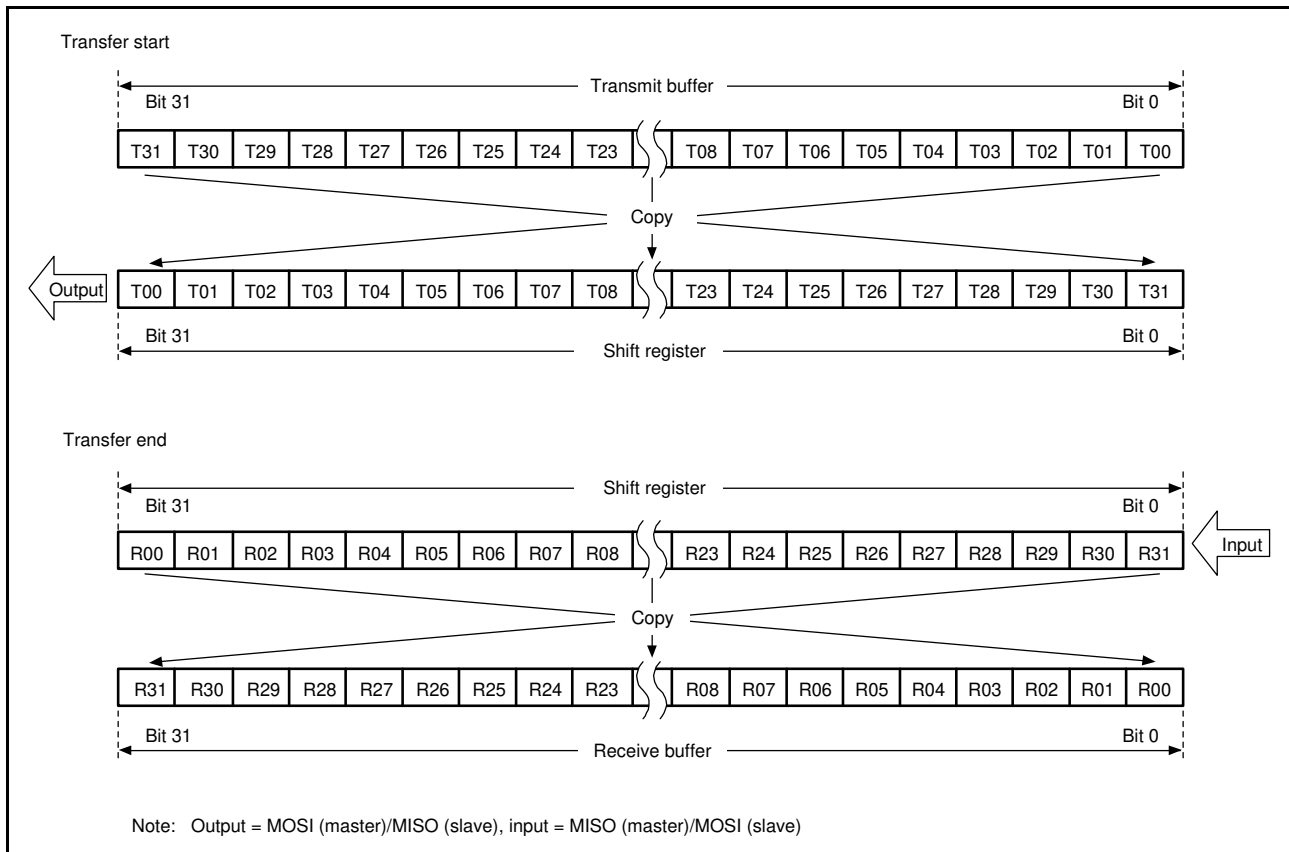 Transfer start
Transmit buffer
Bit 31 Bit 0
T31 T30 T29 T28 T27 T26 T25 T24 T23 T08 T07 T06 T05 T04 T03 T02 T01 T00
Copy
Output T00 T01 T02 T03 T04 T05 T06 T07 T08 T23 T24 T25 T26 T27 T28 T29 T30 T31
Bit 31 Bit 0
Shift register
Transfer end
Shift register
Bit 31 Bit 0
R00 R01 R02 R03 R04 R05 R06 R07 R08 R23 R24 R25 R26 R27 R28 R29 R30 R31 Input
Copy
R31 R30 R29 R28 R27 R26 R25 R24 R23 R08 R07 R06 R05 R04 R03 R02 R01 R00
Bit 31 Bit 0
Receive buffer
Note: Output = MOSI (master)/MISO (slave), input = MISO (master)/MOSI (slave)